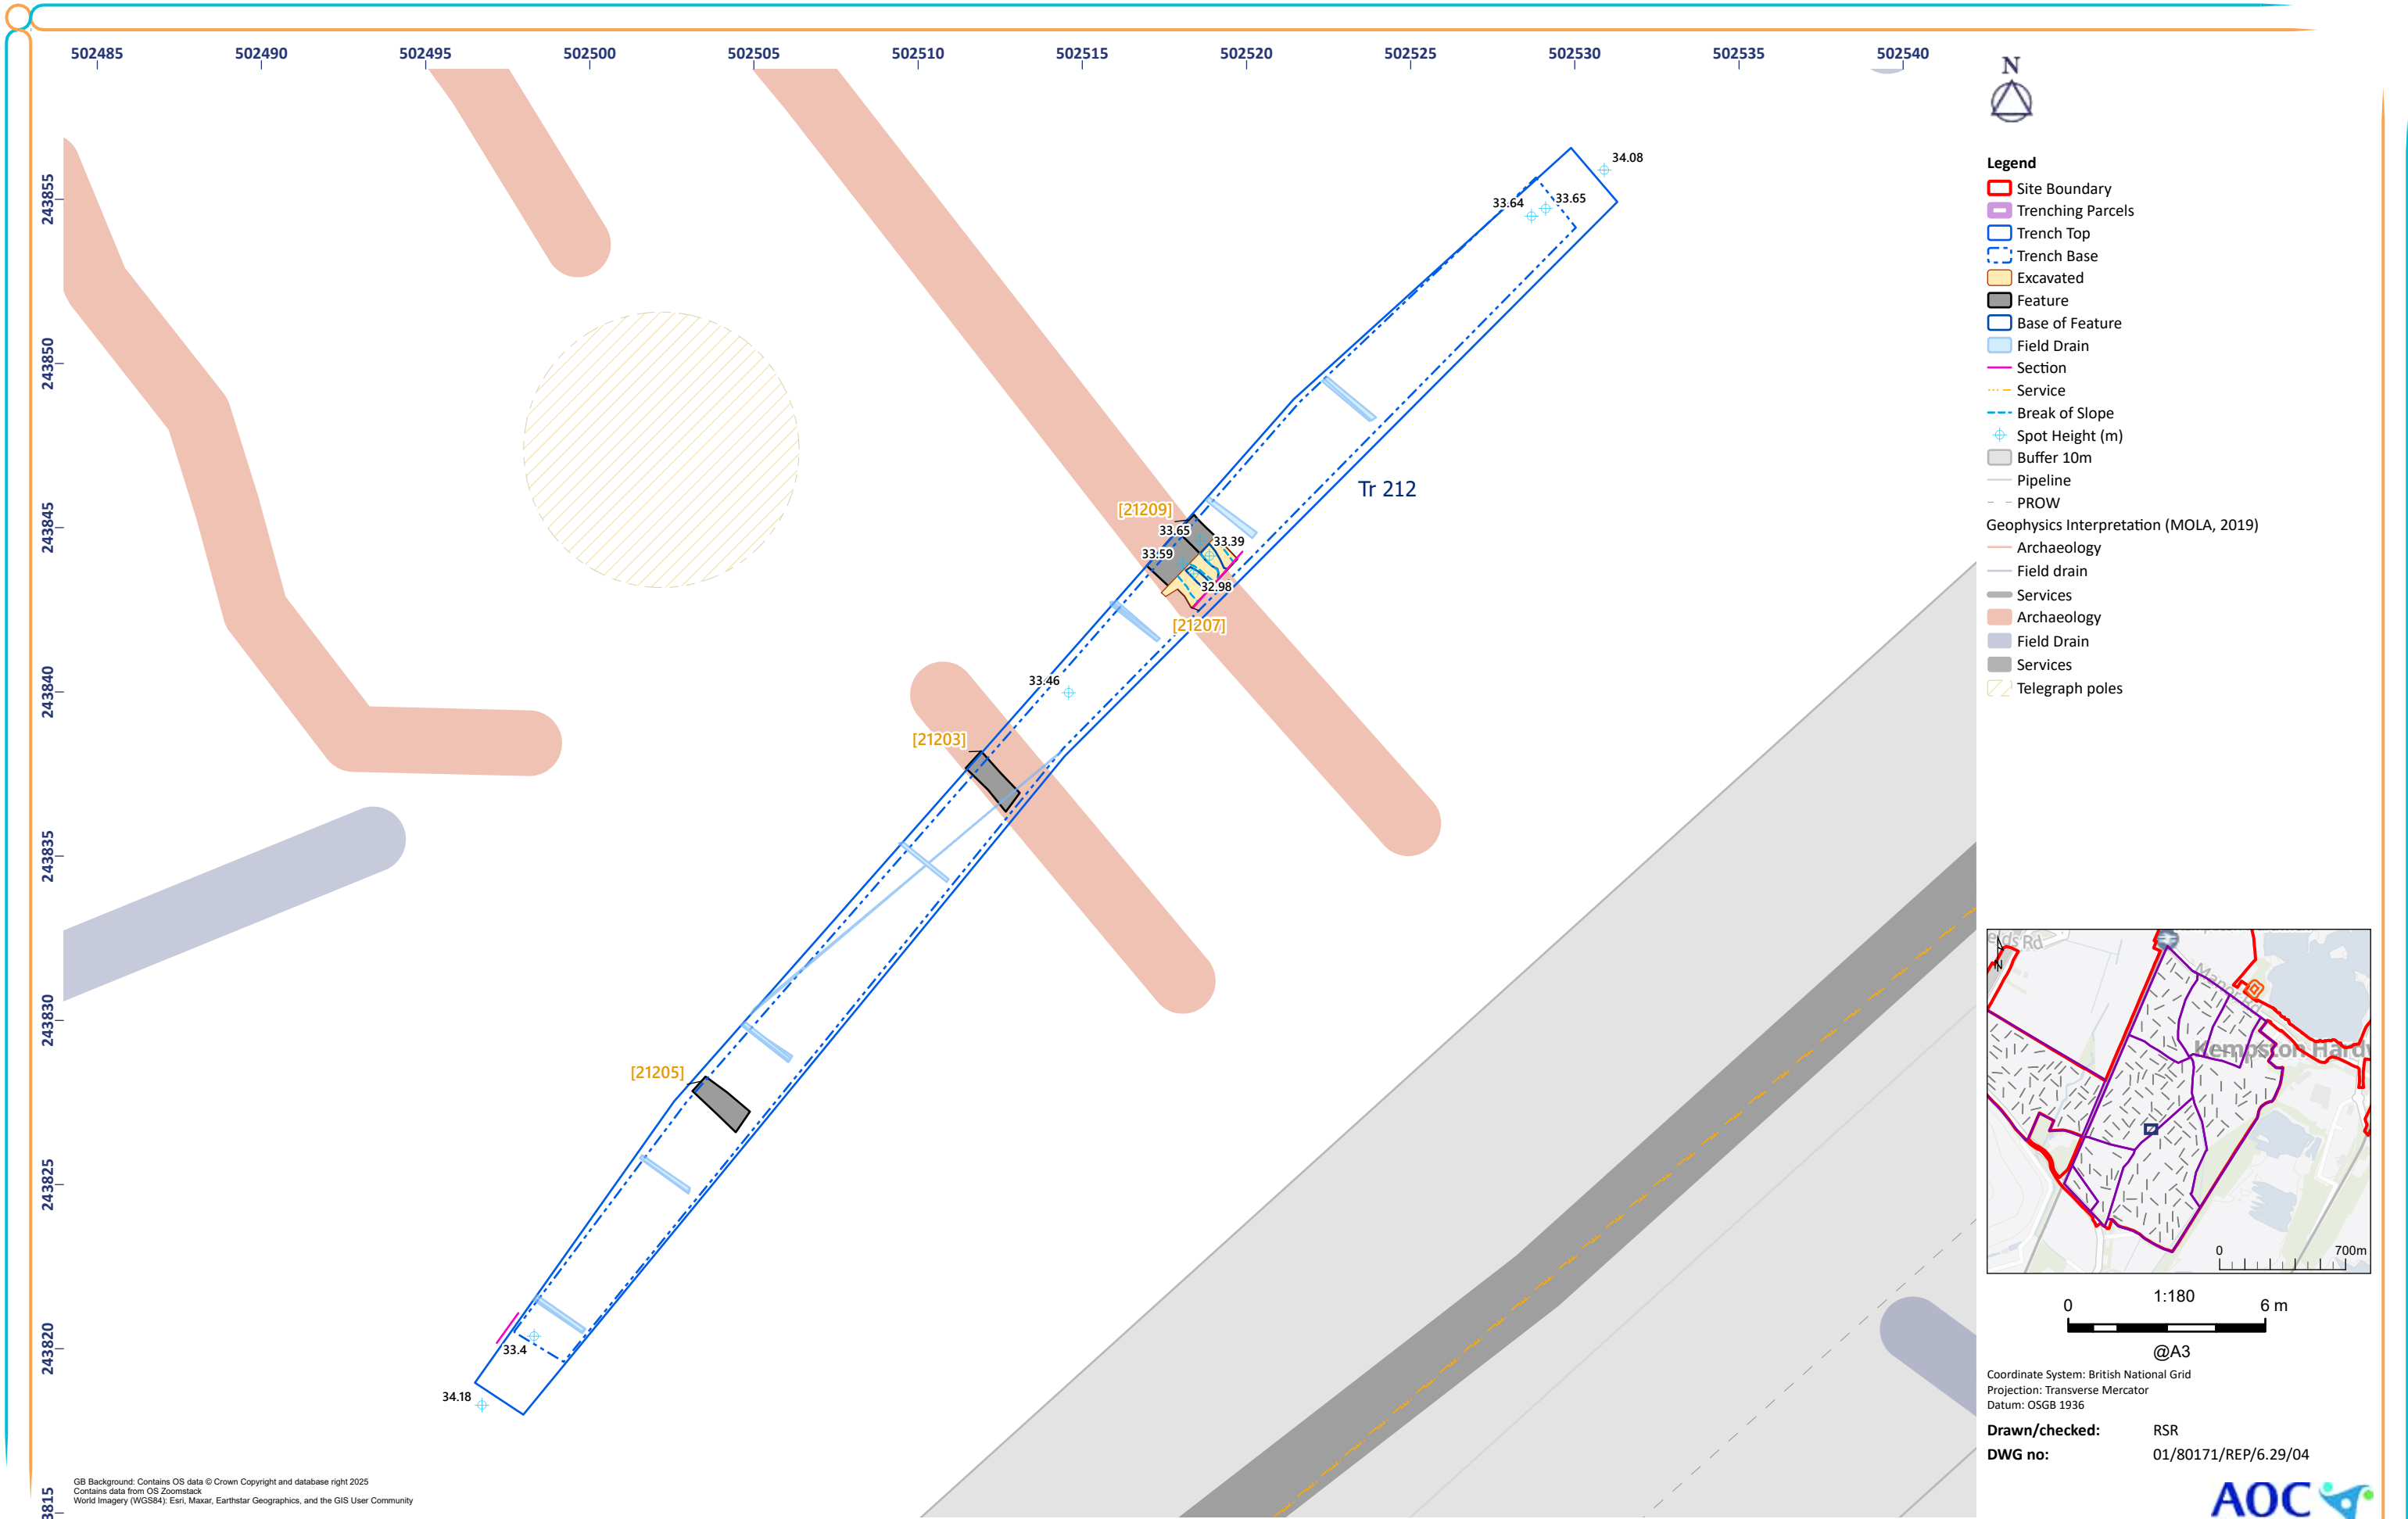 502485 502490 502495 502500 502505 502510 502515 502520 502525 502530 502535 502540
243855
243850
243845
243840
243835
243830
243825
243820
3815
34.08
33.64
33.65
Tr 212
[21209]
33.65
33.39
33.59
32.98
[21207]
33.46
[21203]
[21205]
33.4
34.18
GB Background: Contains OS data © Crown Copyright and database right 2025
Contains data from OS Zoomstack
World Imagery (WGS84): Esri, Maxar, Earthstar Geographics, and the GIS User Community
N
Legend
Site Boundary
Trenching Parcels
Trench Top
Trench Base
Excavated
Feature
Base of Feature
Field Drain
Section
Service
Break of Slope
Spot Height (m)
Buffer 10m
Pipeline
PROW
Geophysics Interpretation (MOLA, 2019)
Archaeology
Field drain
Services
Archaeology
Field Drain
Services
Telegraph poles
Rd
N
Kempston Hardw
0 700m
1:180
0 6 m
@A3
Coordinate System: British National Grid
Projection: Transverse Mercator
Datum: OSGB 1936
Drawn/checked: RSR
DWG no: 01/80171/REP/6.29/04
AOC